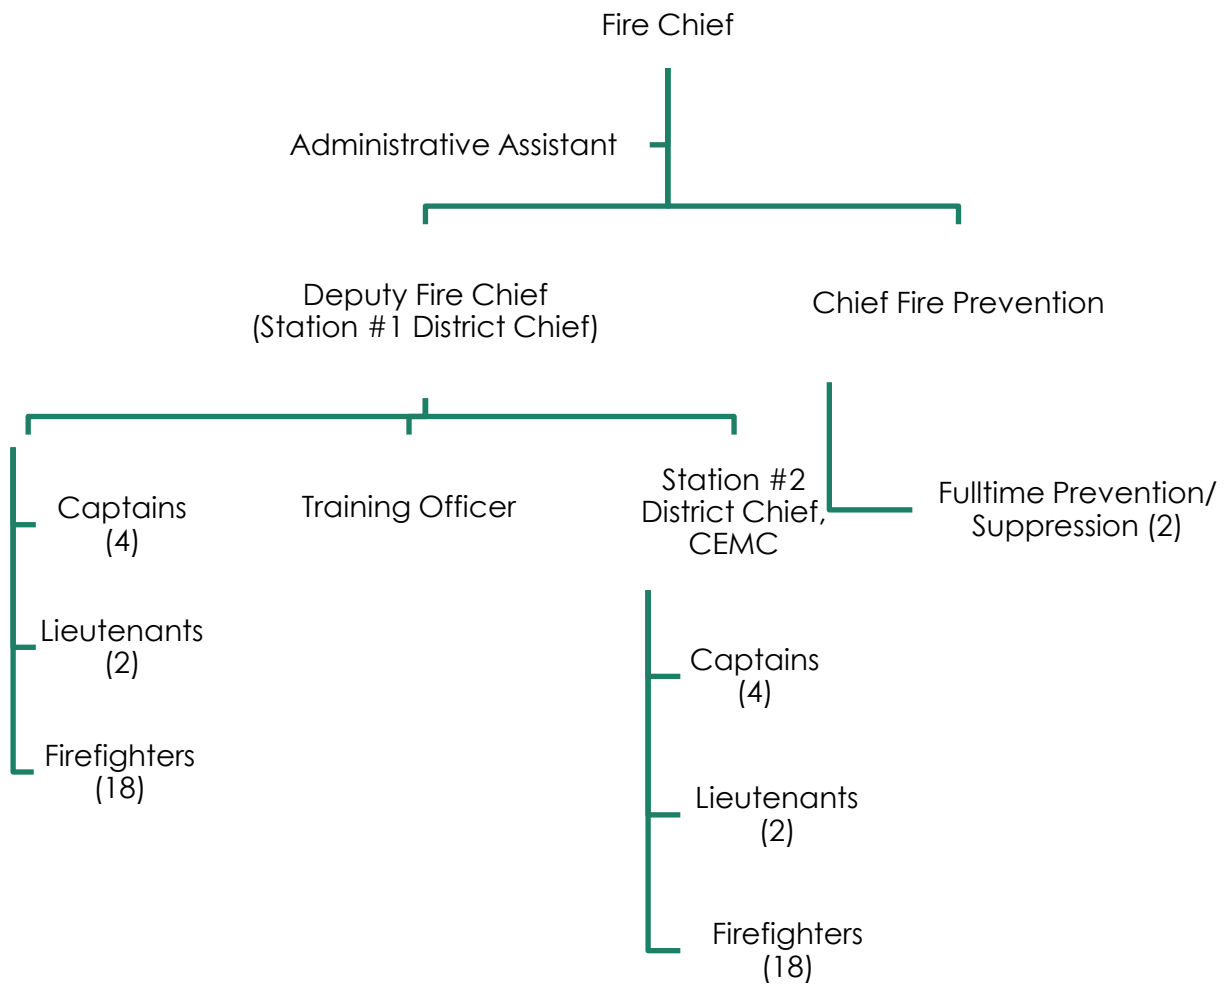 Fire Chief
Administrative Assistant
Deputy Fire Chief
(Station #1 District Chief)
Chief Fire Prevention
Captains
(4)
Lieutenants
(2)
Firefighters
(18)
Training Officer
Station #2
District Chief,
CEMC
Captains
(4)
Lieutenants
(2)
Firefighters
(18)
Fulltime Prevention/
Suppression (2)